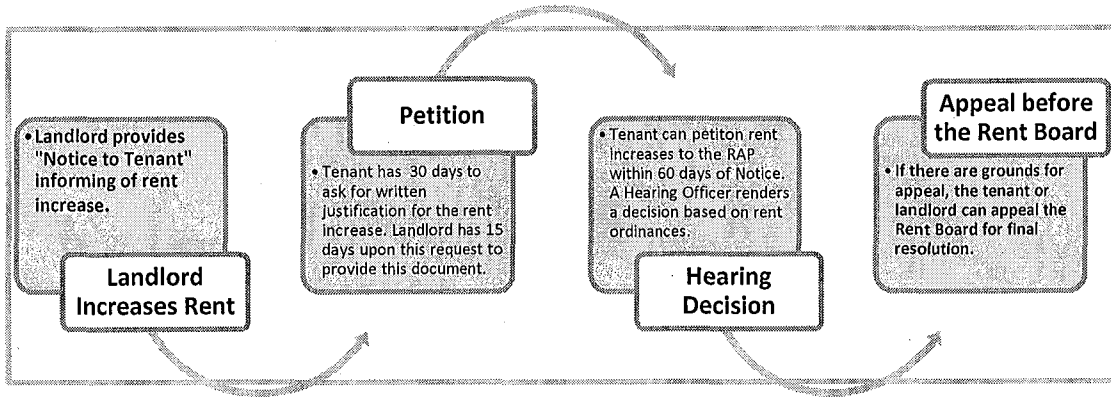 • Landlord provides
"Notice to Tenant"
informing of rent
increase.
Landlord
Increases Rent
Petition
• Tenant has 30 days to
ask for written
justification for the rent
increase. Landlord has 15
days upon this request to
provide this document.
• Tenant can petiton rent
increases to the RAP
within 60 days of Notice.
A Hearing Officer renders
a decision based on rent
ordinances.
Hearing
Decision
Appeal before
the Rent Board
• If there are grounds for
appeal, the tenant or
landlord can appeal the
Rent Board for final
resolution.